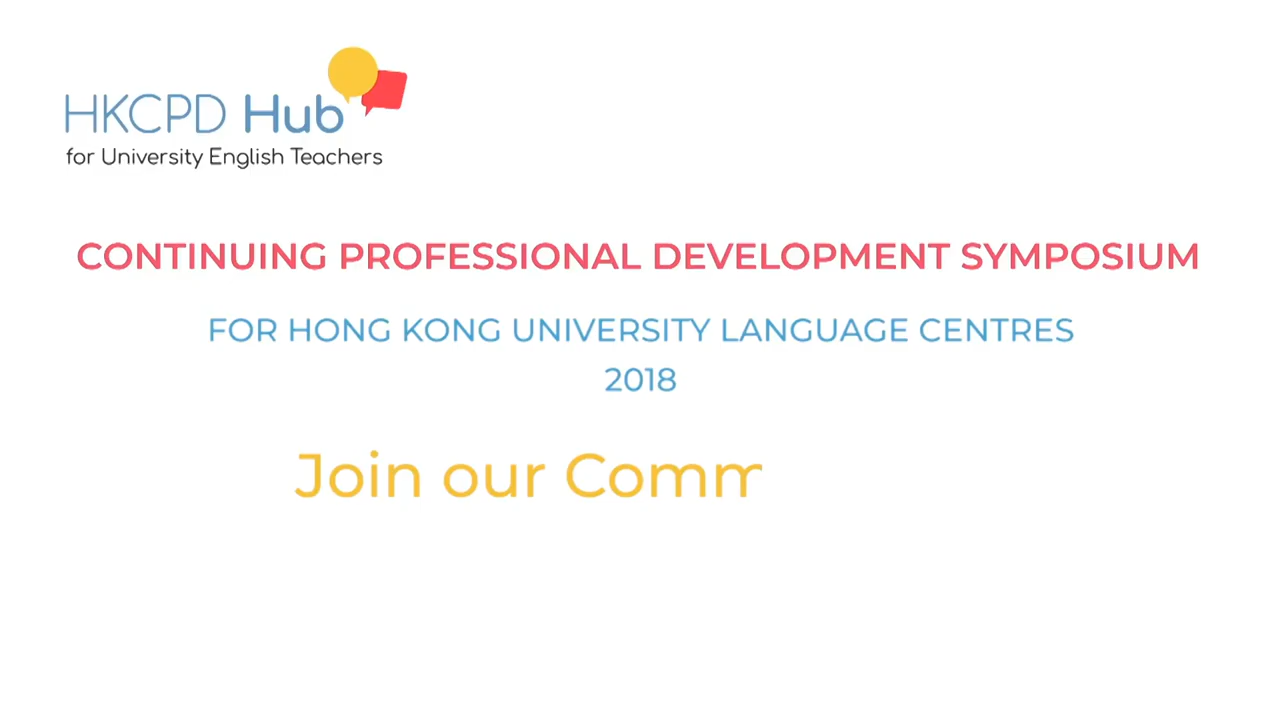 HKCPD Hub
for University English Teachers
CONTINUING PROFESSIONAL DEVELOPMENT SYMPOSIUM
FOR HONG KONG UNIVERSITY LANGUAGE CENTRES
2018
Join our Comm